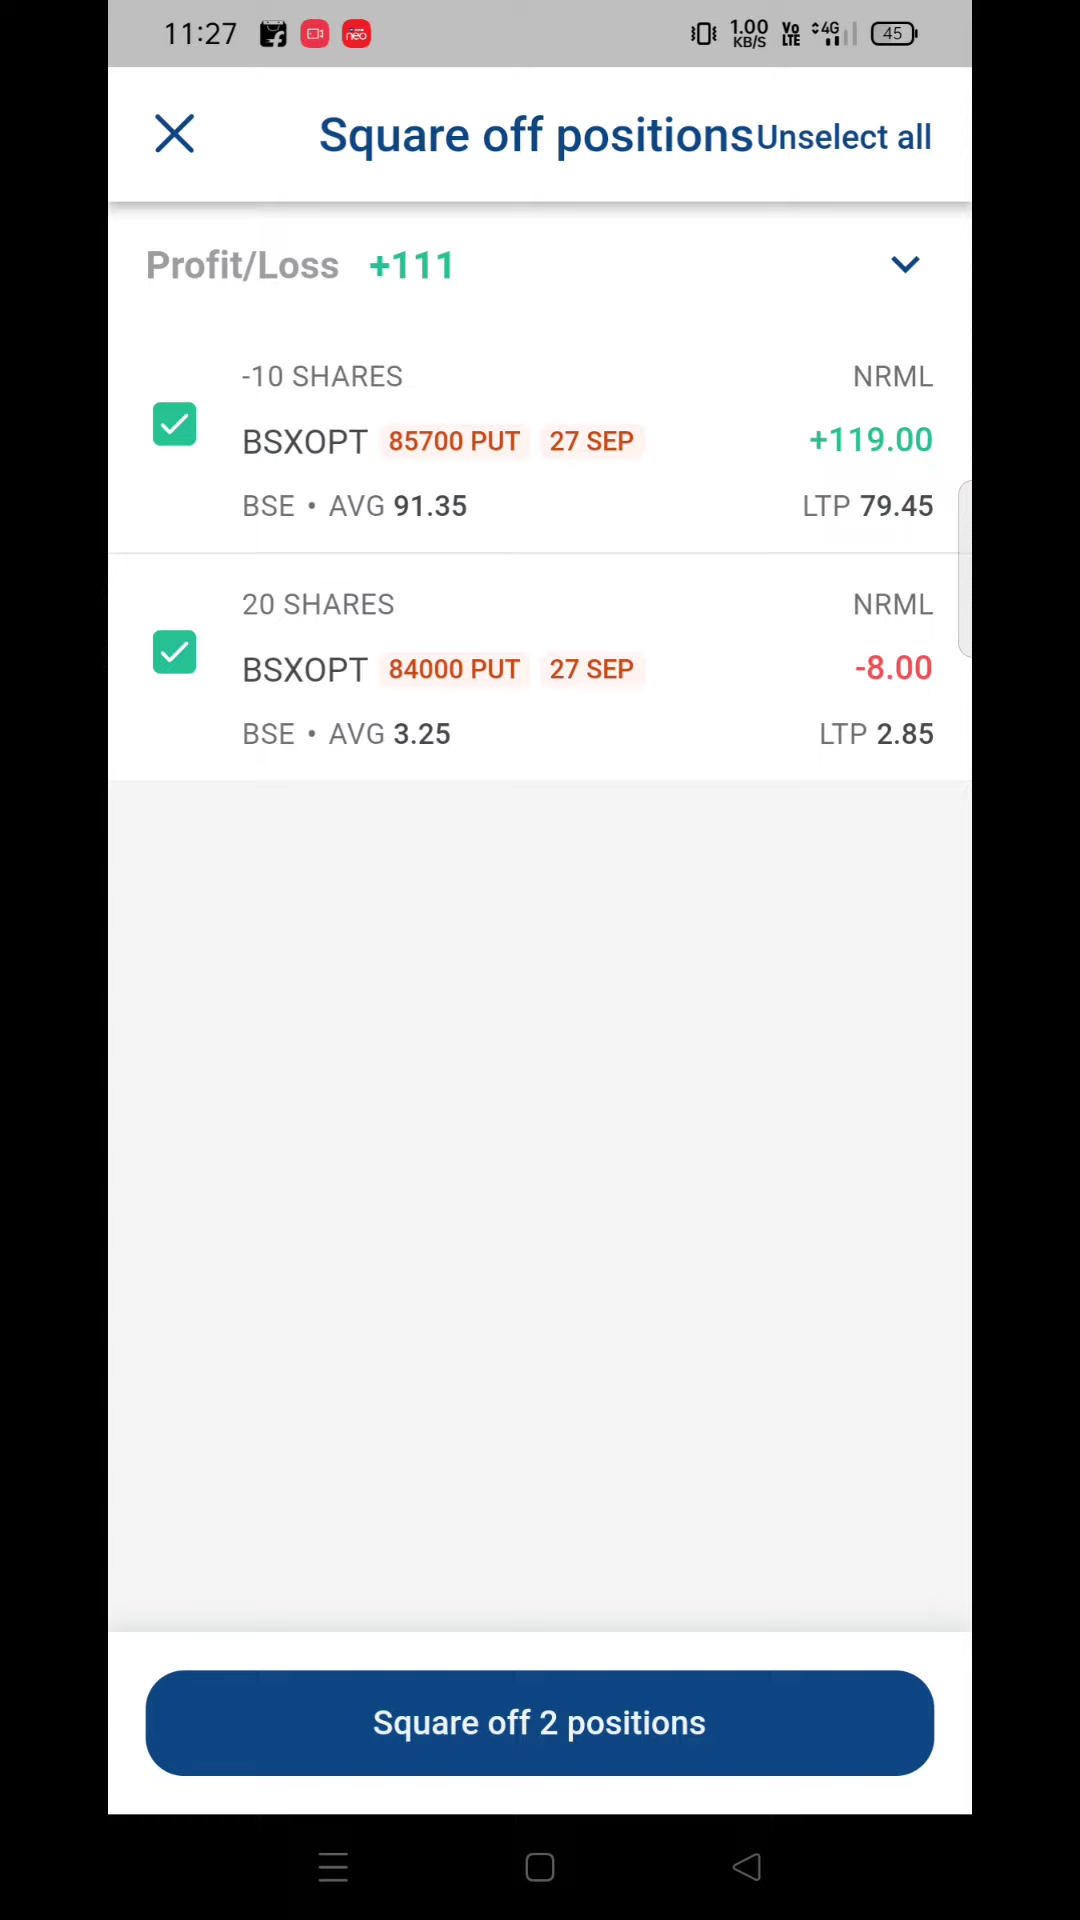 11:27 neo 1.00 KB/S Vo LTE 4G 45
Square off positions Unselect all
Profit/Loss +111
-10 SHARES NRML
BSXOPT 85700 PUT 27 SEP +119.00
BSE • AVG 91.35 LTP 79.45
20 SHARES NRML
BSXOPT 84000 PUT 27 SEP -8.00
BSE • AVG 3.25 LTP 2.85
Square off 2 positions